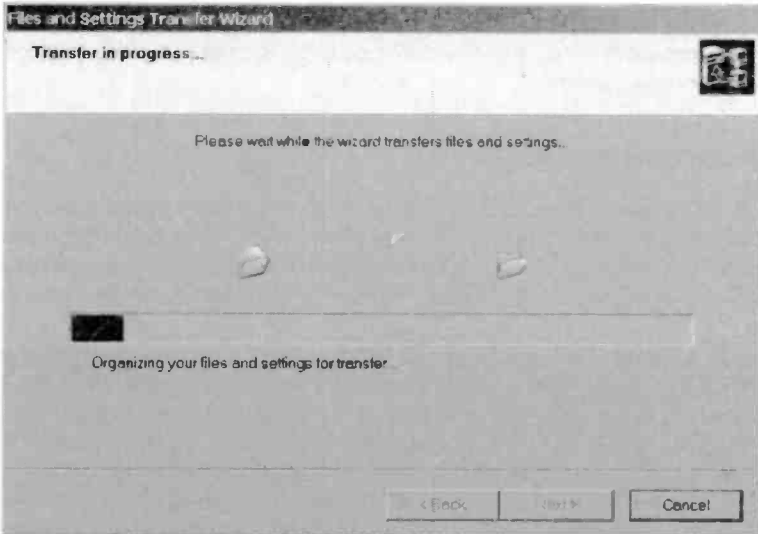 Files and Settings Transfer Wizard
Transfer in progress...
Please wait while the wizard transfers files and settings...
Organizing your files and settings for transfer...
< Back
Next >
Cancel